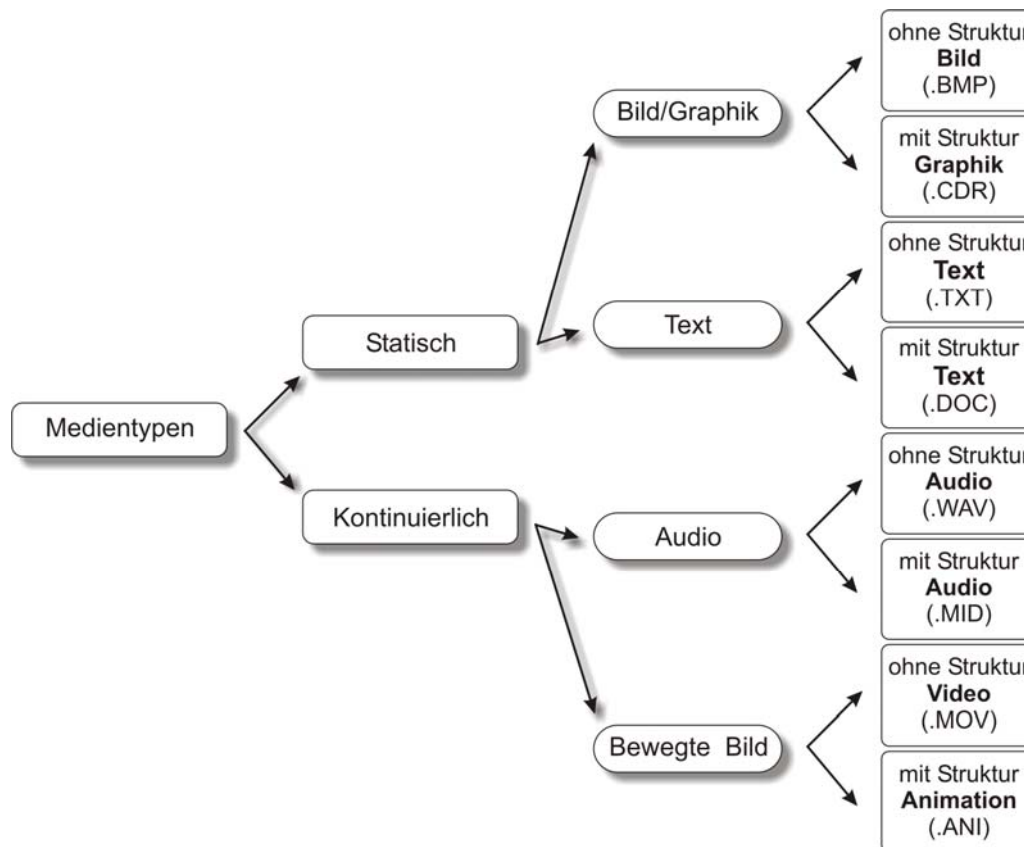 Medientypen
Statisch
Kontinuierlich
Bild/Graphik
Text
Audio
Bewegte Bild
ohne Struktur
Bild
(.BMP)
mit Struktur
Graphik
(.CDR)
ohne Struktur
Text
(.TXT)
mit Struktur
Text
(.DOC)
ohne Struktur
Audio
(.WAV)
mit Struktur
Audio
(.MID)
ohne Struktur
Video
(.MOV)
mit Struktur
Animation
(.ANI)